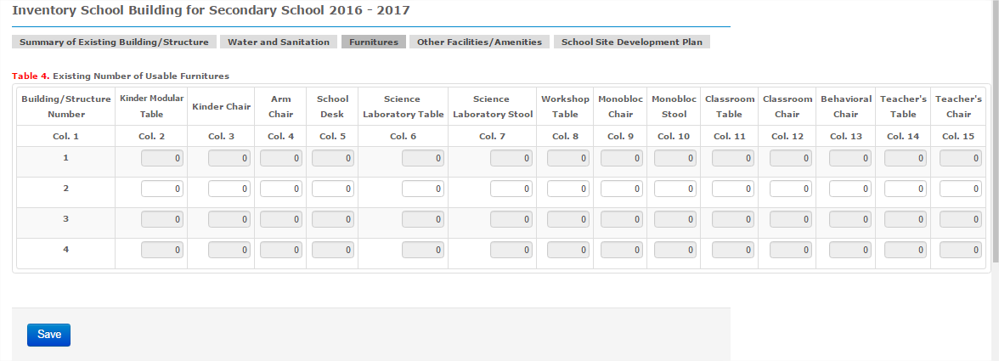 Inventory School Building for Secondary School 2016 - 2017
Summary of Existing Building/Structure Water and Sanitation Furnitures Other Facilities/Amenities School Site Development Plan
Table 4. Existing Number of Usable Furnitures
Building/Structure Number Kinder Modular Table Kinder Chair Arm Chair School Desk Science Laboratory Table Science Laboratory Stool Workshop Table Monobloc Chair Monobloc Stool Classroom Table Classroom Chair Behavioral Chair Teacher's Table Teacher's Chair
Col. 1 Col. 2 Col. 3 Col. 4 Col. 5 Col. 6 Col. 7 Col. 8 Col. 9 Col. 10 Col. 11 Col. 12 Col. 13 Col. 14 Col. 15
1 0 0 0 0 0 0 0 0 0 0 0 0 0 0
2 0 0 0 0 0 0 0 0 0 0 0 0 0 0
3 0 0 0 0 0 0 0 0 0 0 0 0 0 0
4 0 0 0 0 0 0 0 0 0 0 0 0 0 0
Save